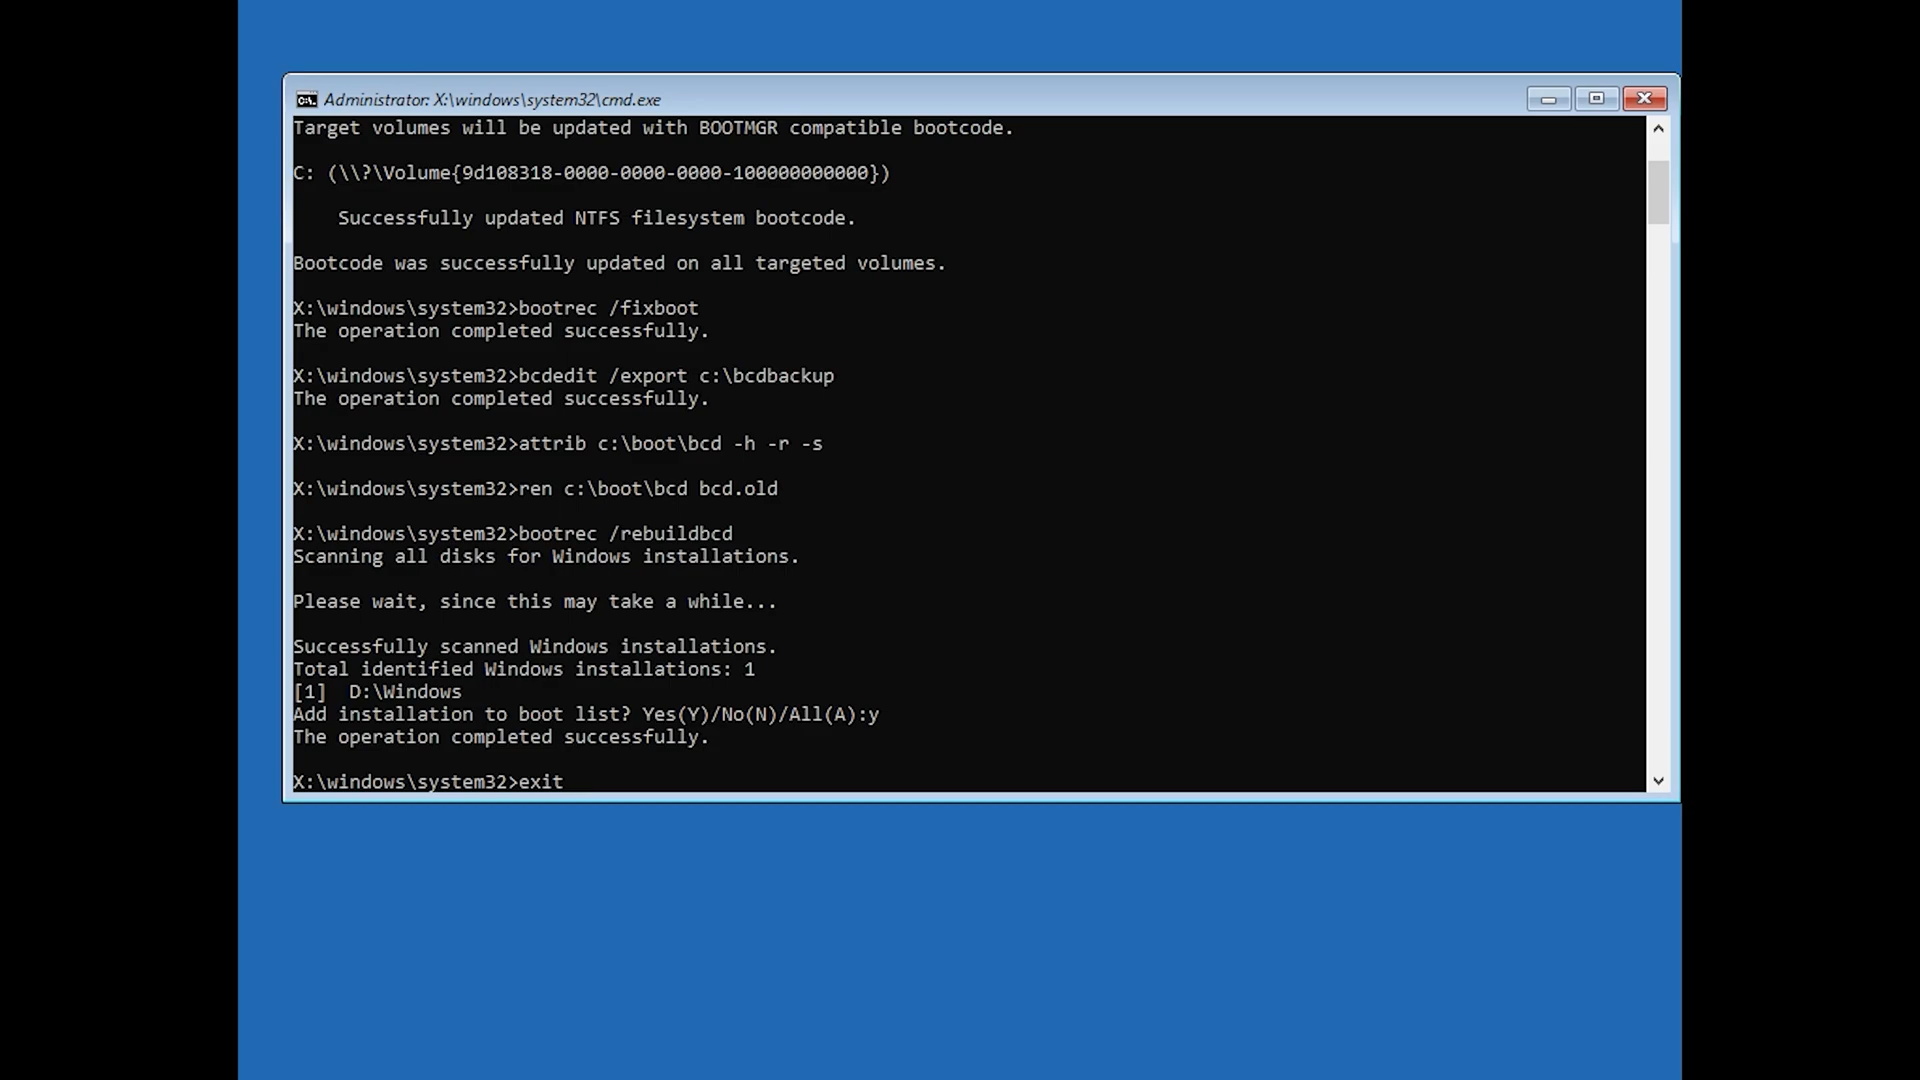 Administrator: X:\windows\system32\cmd.exe
Target volumes will be updated with BOOTMGR compatible bootcode.
C: (\\?\Volume{9d108318-0000-0000-0000-100000000000})
Successfully updated NTFS filesystem bootcode.
Bootcode was successfully updated on all targeted volumes.
X:\windows\system32>bootrec /fixboot
The operation completed successfully.
X:\windows\system32>bcdedit /export c:\bcdbackup
The operation completed successfully.
X:\windows\system32>attrib c:\boot\bcd -h -r -s
X:\windows\system32>ren c:\boot\bcd bcd.old
X:\windows\system32>bootrec /rebuildbcd
Scanning all disks for Windows installations.
Please wait, since this may take a while...
Successfully scanned Windows installations.
Total identified Windows installations: 1
[1]  D:\Windows
Add installation to boot list? Yes(Y)/No(N)/All(A):y
The operation completed successfully.
X:\windows\system32>exit